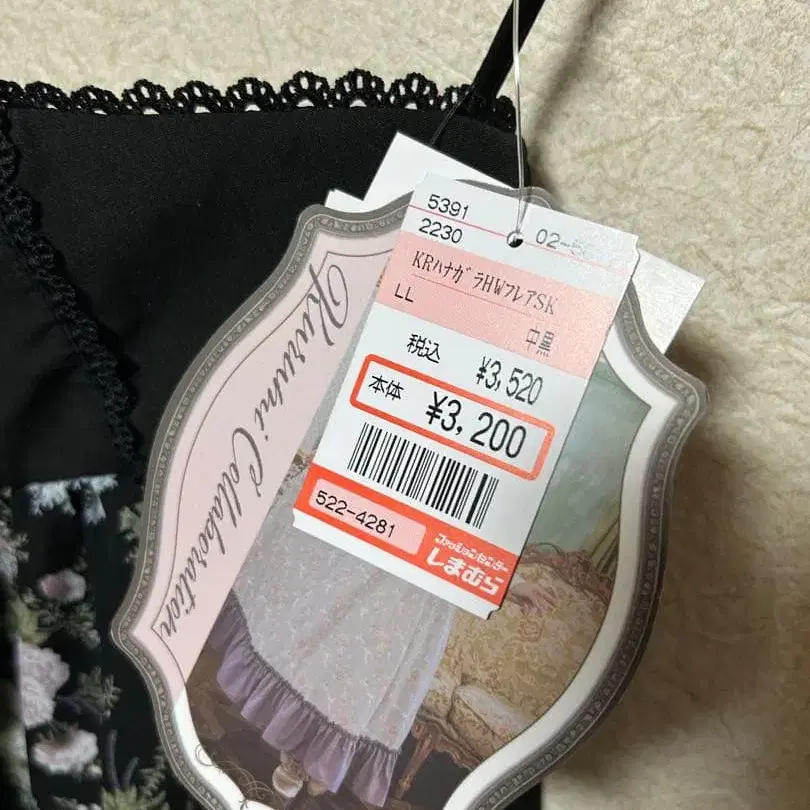 5391
2230
02-
KRハナガラHWフレアSK
LL
中黒
税込 ¥3,520
本体 ¥3,200
522-4281
ファッションセンター
しまむら
Kurumi Collaboration